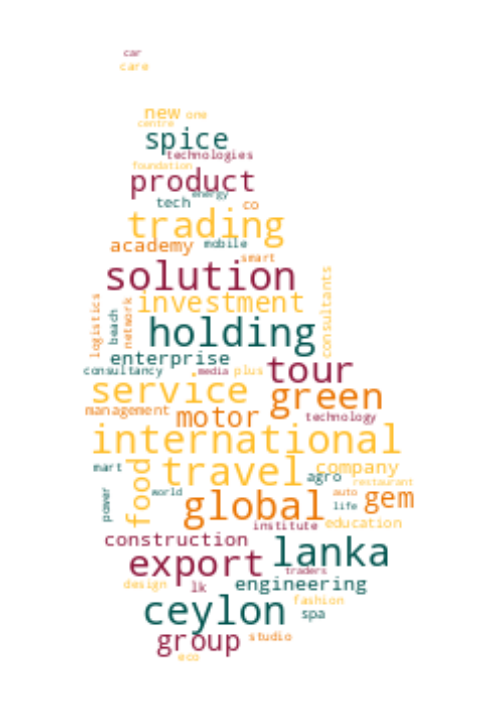 car
care
new one
centre
spice
technologies
foundation
product
energy
tech co
trading
academy mobile
smart
solution
investment
logistics beach network consultants
holding
enterprise
consultancy media plus tour
service green
management motor technology
international
mart food travel company
agro restaurant
power world global auto gem
life
institute education
construction
export lanka
traders
design lk engineering
ceylon fashion
spa
group studio
eco